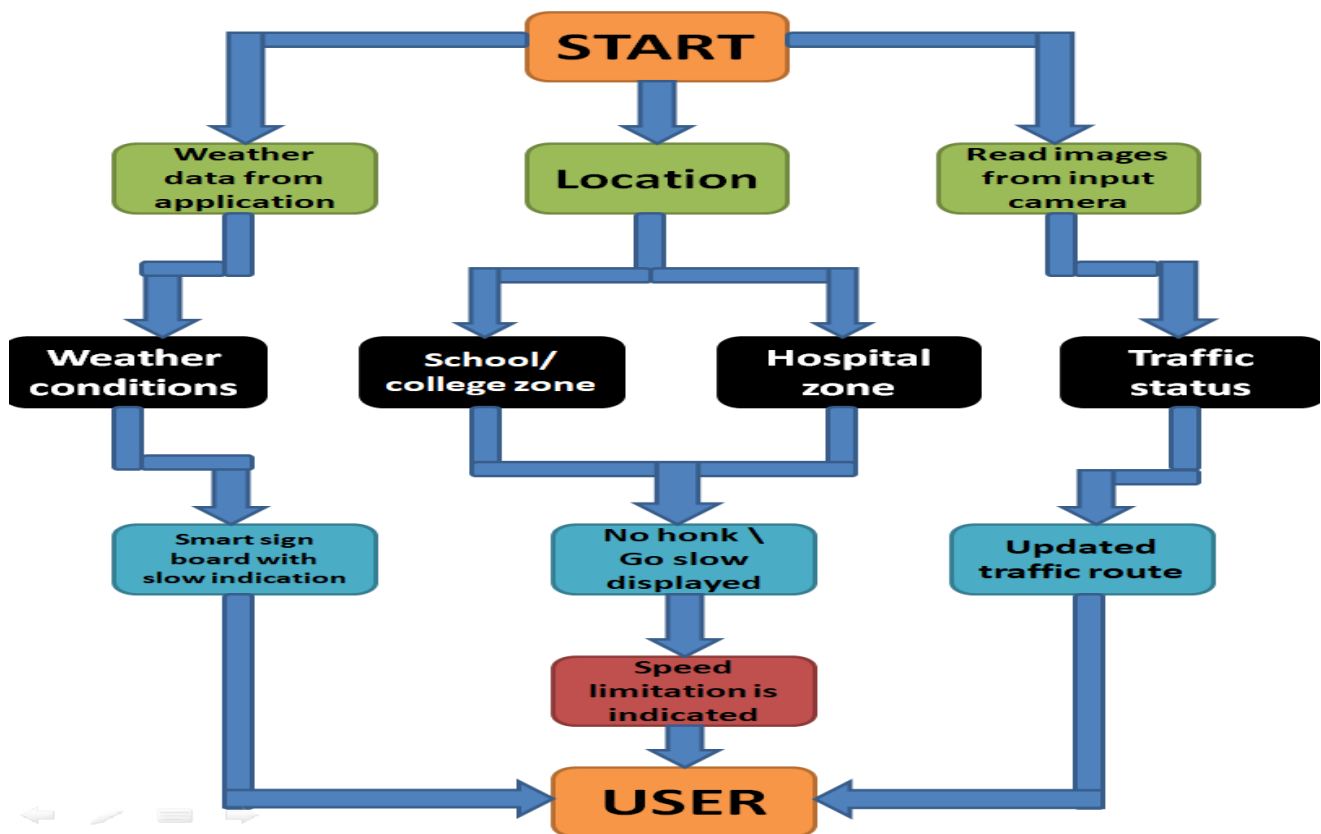 START
Weather
data from
application
Location
Read images
from input
camera
Weather
conditions
School/
college zone
Hospital
zone
Traffic
status
Smart sign
board with
slow indication
No honk \
Go slow
displayed
Updated
traffic route
Speed
limitation is
indicated
USER